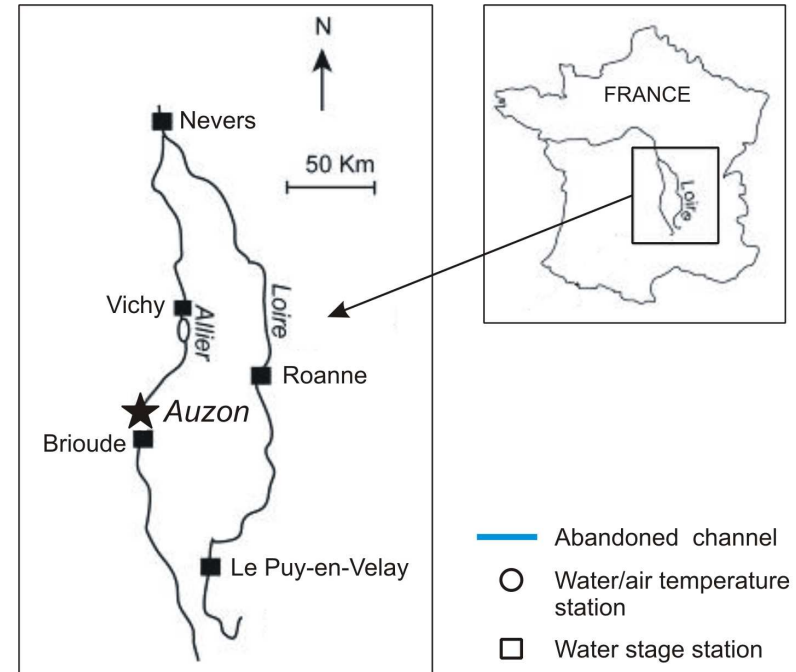 N
Nevers
50 Km
Vichy
Allier
Loire
Roanne
Auzon
Brioude
Le Puy-en-Velay
FRANCE
Loire
Abandoned channel
Water/air temperature
station
Water stage station